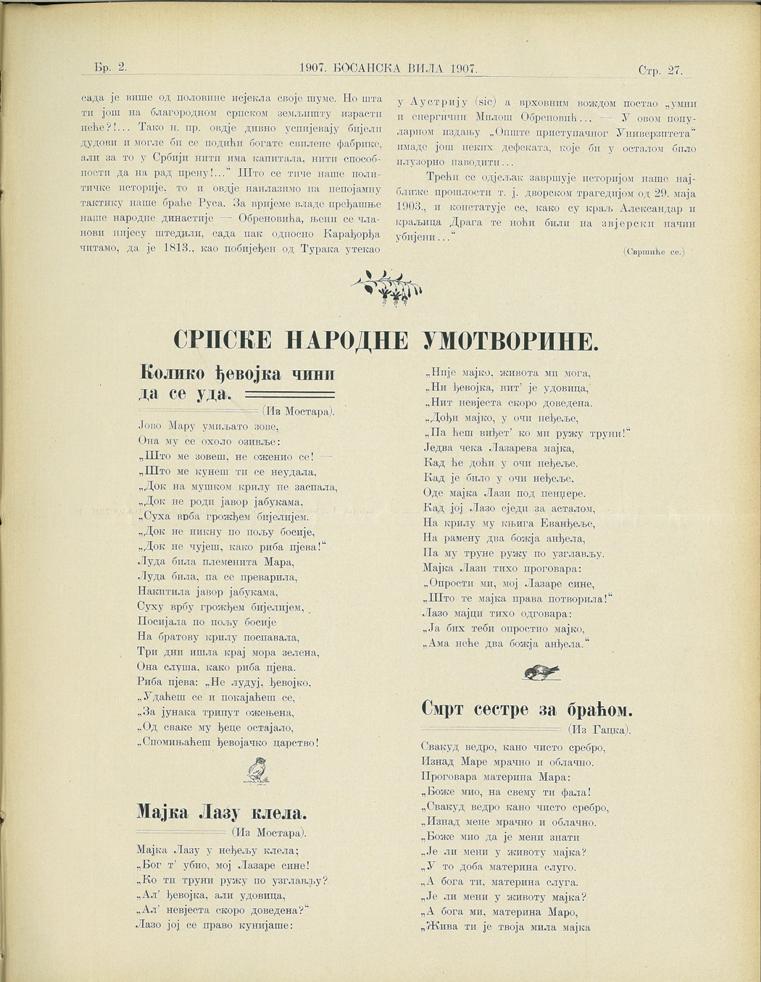 Бр. 2.
1907. БОСАНСКА ВИЛА 1907.
Стр. 27.
сада је више од половине исјекла своје шуме. Но шта
ти још на благородном српском земљишту израсти
неће?!... Тако н. пр. овдје дивно успијевају бијели
дудови и могле би се подићи богате свилене фабрике,
али за то у Србији нити има капитала, нити способ-
ности да на рад прену!...“ Што се тиче наше поли-
тичке историје, то и овдје наилазимо на непојамну
тактику наше браће Руса. За вријеме владе пређашње
наше народне династије — Обреновића, њени се чла-
нови нијесу штедили, сада пак односно Карађорђа
читамо, да је 1813., као побијеђен од Турака утекао
у Аустрију (sic) а врховним вождом постао „умни
и енергични Милош Обреновић... — У овом попу-
ларном издању „Опште приступачног Универзитета“
имаде још неких дефеката, које би у осталом било
илузорно наводити...
Трећи се одјељак завршује историјом наше нај-
ближе прошлости т. ј. дворском трагедијом од 29. маја
1903., и констатује се, како су краљ Александар и
краљица Драга те ноћи били на звјерски начин
убијени...“
(Свршиће се.)
СРПСКЕ НАРОДНЕ УМОТВОРИНЕ.
Колико ђевојка чини
да се уда.
(Из Мостара).
Јово Мару умиљато зове,
Она му се охоло озивље:
„Што ме зовеш, не оженио се! —
„Што ме кунеш ти се неудала,
„Док на мушком крилу не заспала,
„Док не роди јавор јабукама,
„Суха врба грожђем бијелијем.
„Док не никну по пољу босије,
„Док не чујеш, како риба пјева!“
Луда била племенита Мара,
Луда била, па се преварила,
Накитила јавор јабукама,
Суху врбу грожђем бијелијем,
Посијала по пољу босије
На братову крилу поспавала,
Три дни ишла крај мора зелена,
Она слуша, како риба пјева.
Риба пјева: „Не лудуј, ђевојко,
„Удаћеш се и покајаћеш се,
„За јунака трипут ожењена,
„Од сваке му ђеце остајало,
„Спомињаћеш ђевојачко царство!
Мајка Лазу клела.
(Из Мостара).
Мајка Лазу у неђељу клела;
„Бог т’ убио, мој Лазаре сине!
„Ко ти труни ружу по узглављу?
„Ал’ ђевојка, али удовица,
„Ал’ невјеста скоро доведена?“
Лазо јој се право кунијаше:
„Није мајко, живота ми мога,
„Ни ђевојка, нит’ је удовица,
„Нит невјеста скоро доведена.
„Дођи мајко, у очи неђеље,
„Па ћеш виђет’ ко ми ружу труни!“
Једва чека Лазарева мајка,
Кад ће доћи у очи неђеље.
Кад је било у очи неђеље.
Оде мајка Лази под пенџере.
Кад јој Лазо сједи за асталом,
На крилу му књига Еванђеље,
На рамену два божја анђела,
Па му труне ружу по узглављу.
Мајка Лази тихо проговара:
„Опрости ми, мој Лазаре сине,
„Што те мајка права потворила!“
Лазо мајци тихо одговара:
„Ја бих теби опростио мајко,
„Ама неће два божја анђела.“
Смрт сестре за браћом.
(Из Гацка).
Свакуд ведро, кано чисто сребро,
Изнад Маре мрачно и облачно.
Проговара материна Мара:
„Боже мио, на свему ти фала!
„Свакуд ведро кано чисто сребро,
„Изнад мене мрачно и облачно.
„Боже мио да је мени знати
„Је ли мени у животу мајка?
„У то доба материна слуго.
„А бога ти, материна слуга.
„Је ли мени у животу мајка?
„А бога ми, материна Маро,
„Жива ти је твоја мила мајка